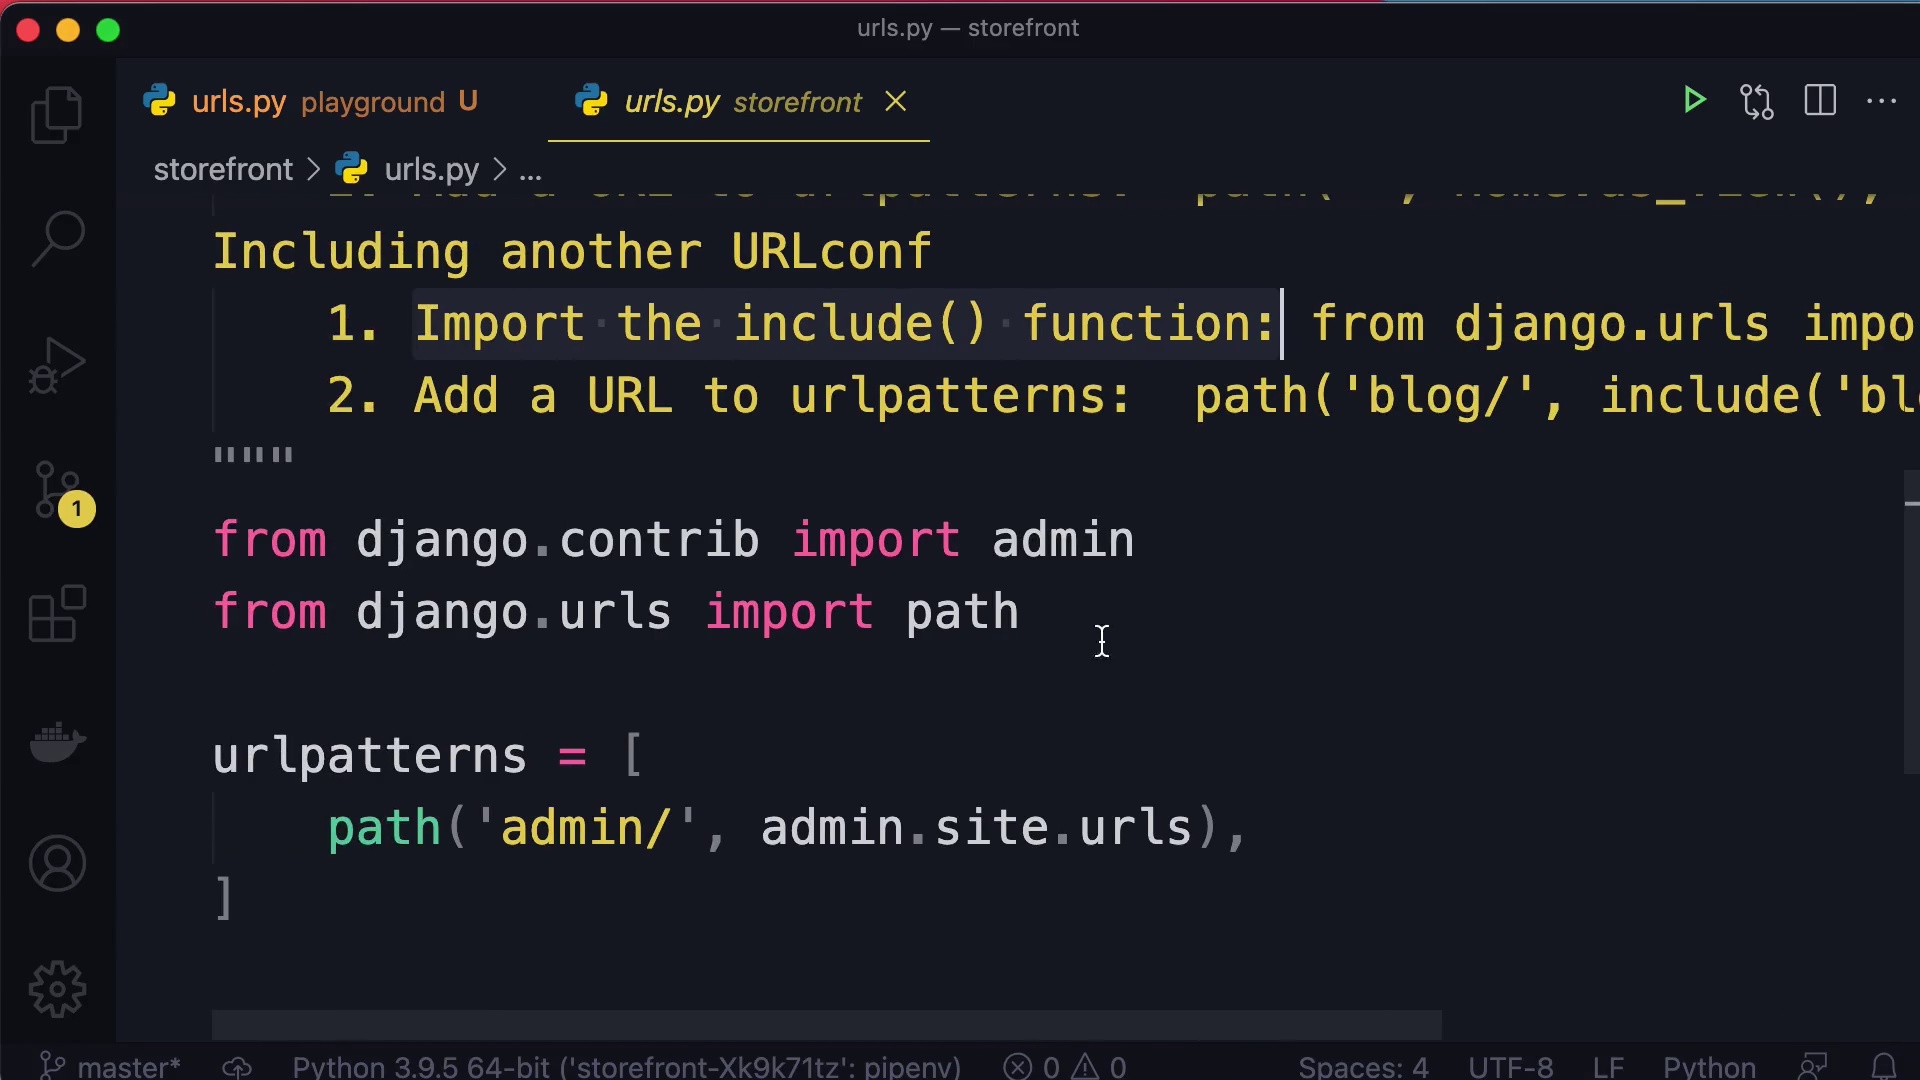 urls.py — storefront
urls.py playground U
urls.py storefront
storefront > urls.py > ...
Including another URLconf
1. Import the include() function: from django.urls impo
2. Add a URL to urlpatterns:  path('blog/', include('bl
"""
from django.contrib import admin
from django.urls import path
urlpatterns = [
path('admin/', admin.site.urls),
]
1
master*
Python 3.9.5 64-bit ('storefront-Xk9k71tz': pipenv)
0
0
Spaces: 4
UTF-8
LF
Python